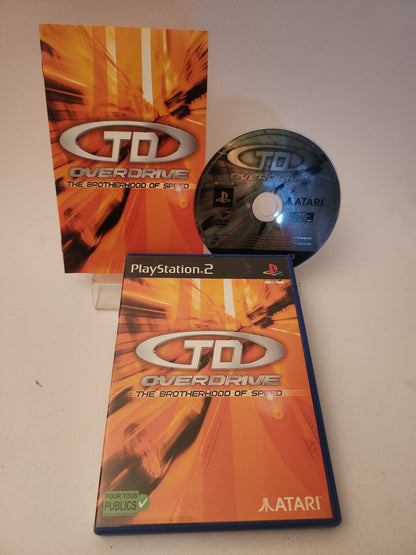 TD
OVERDRIVE
THE BROTHERHOOD OF SPEED
TD
OVERDRIVE
ATARI
PlayStation 2
TD
OVERDRIVE
THE BROTHERHOOD OF SPEED
POUR TOUS
PUBLICS
ATARI